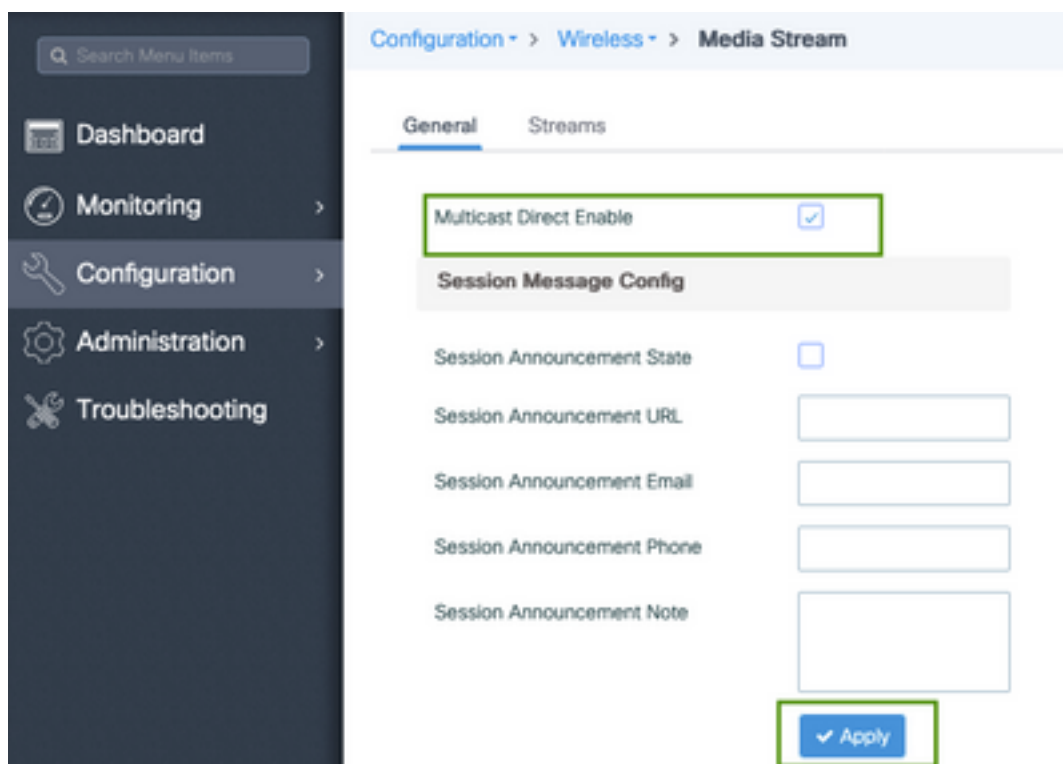 Search Menu Items
Dashboard
Monitoring
Configuration
Administration
Troubleshooting
Configuration > Wireless > Media Stream
General Streams
Multicast Direct Enable
Session Message Config
Session Announcement State
Session Announcement URL
Session Announcement Email
Session Announcement Phone
Session Announcement Note
Apply